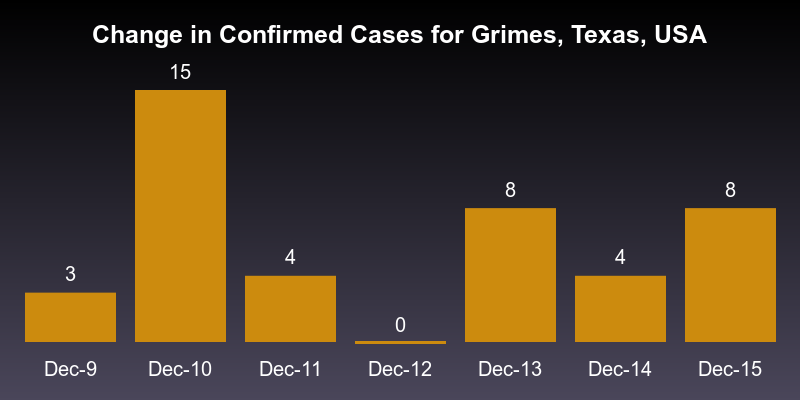 Change in Confirmed Cases for Grimes, Texas, USA
3
15
4
0
8
4
8
Dec-9
Dec-10
Dec-11
Dec-12
Dec-13
Dec-14
Dec-15